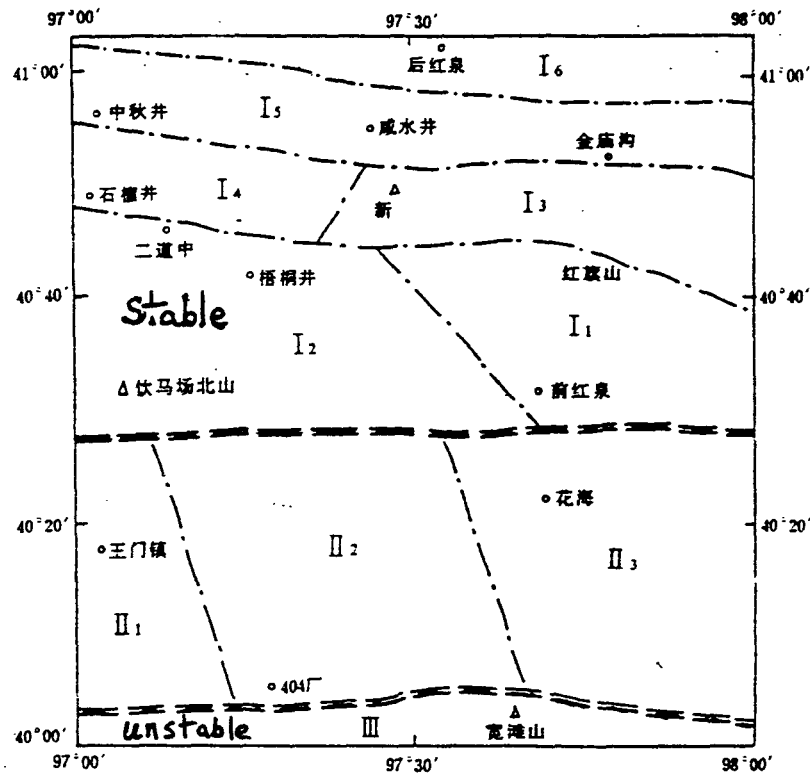 97°00′ 97°30′ 98°00′
后红泉 I6
41°00′ 41°00′
I5
中秋井 咸水井
金庙沟
I4
石檀井 新 I3
二道中
梧桐井 红旗山
40°40′ 40°40′
Stable I1
I2
饮马场北山 前红泉
花海
40°20′ 40°20′
王门镇 II2 II3
II1
404厂
unstable III 宽滩山
40°00′ 40°00′
97°00′ 97°30′ 98°00′